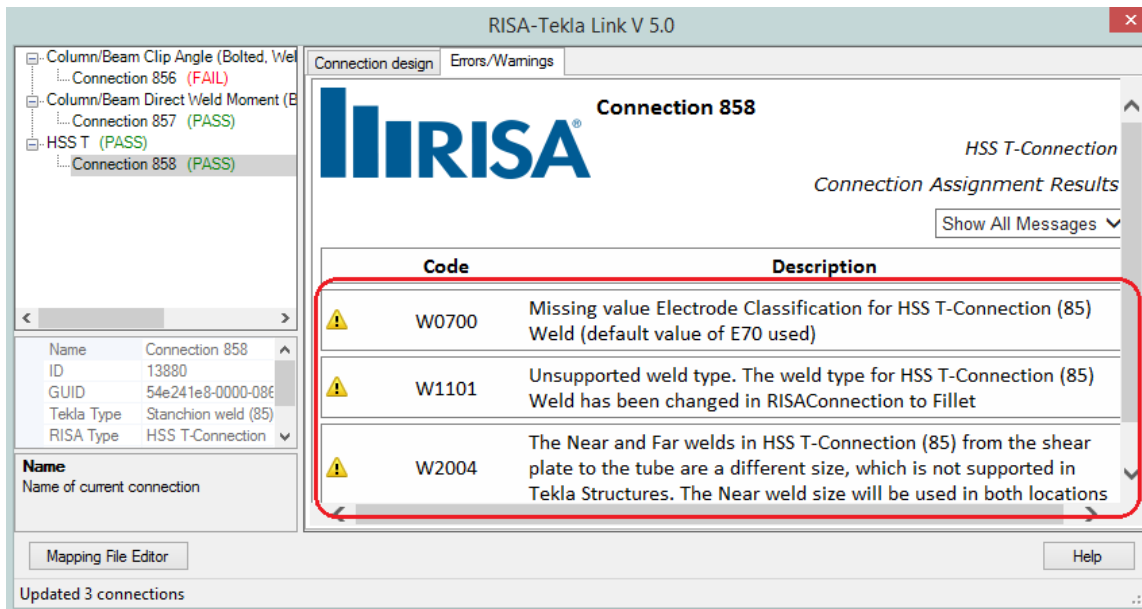 RISA-Tekla Link V 5.0
Column/Beam Clip Angle (Bolted, Wel
Connection 856 (FAIL)
Column/Beam Direct Weld Moment (B
Connection 857 (PASS)
HSS T (PASS)
Connection 858 (PASS)
Name Connection 858
ID 13880
GUID 54e241e8-0000-086
Tekla Type Stanchion weld (85)
RISA Type HSS T-Connection
Name
Name of current connection
Connection design Errors/Warnings
RISA®
Connection 858
HSS T-Connection
Connection Assignment Results
Show All Messages
Code Description
W0700 Missing value Electrode Classification for HSS T-Connection (85)
Weld (default value of E70 used)
W1101 Unsupported weld type. The weld type for HSS T-Connection (85)
Weld has been changed in RISAConnection to Fillet
The Near and Far welds in HSS T-Connection (85) from the shear
W2004 plate to the tube are a different size, which is not supported in
Tekla Structures. The Near weld size will be used in both locations
Mapping File Editor
Help
Updated 3 connections